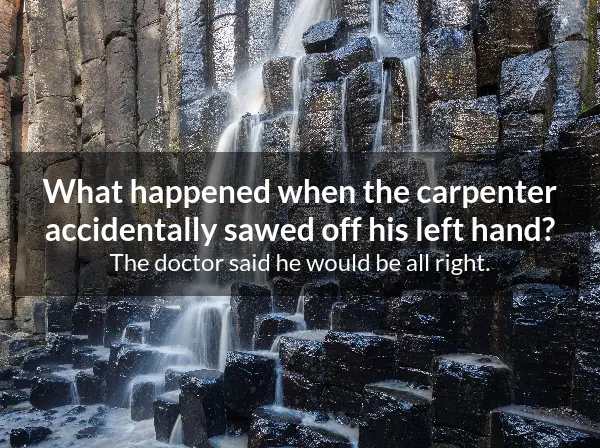 What happened when the carpenter
accidentally sawed off his left hand?
The doctor said he would be all right.